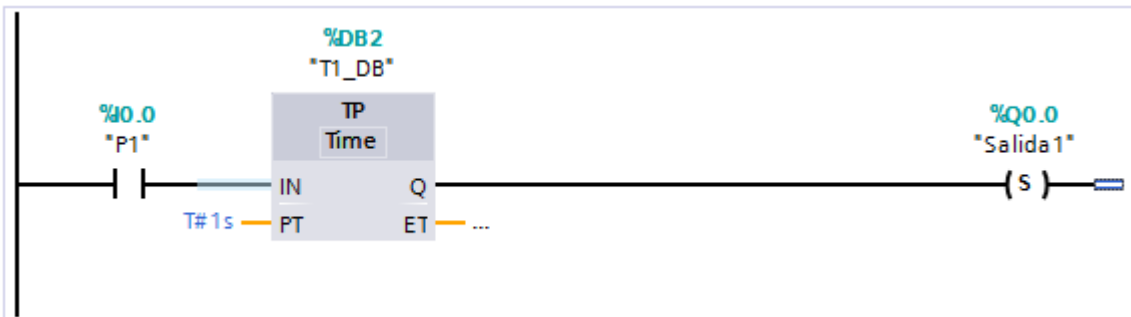 %DB2
"T1_DB"
%I0.0
"P1"
TP
Time
%Q0.0
"Salida1"
IN
Q
S
T#1s
PT
ET
...